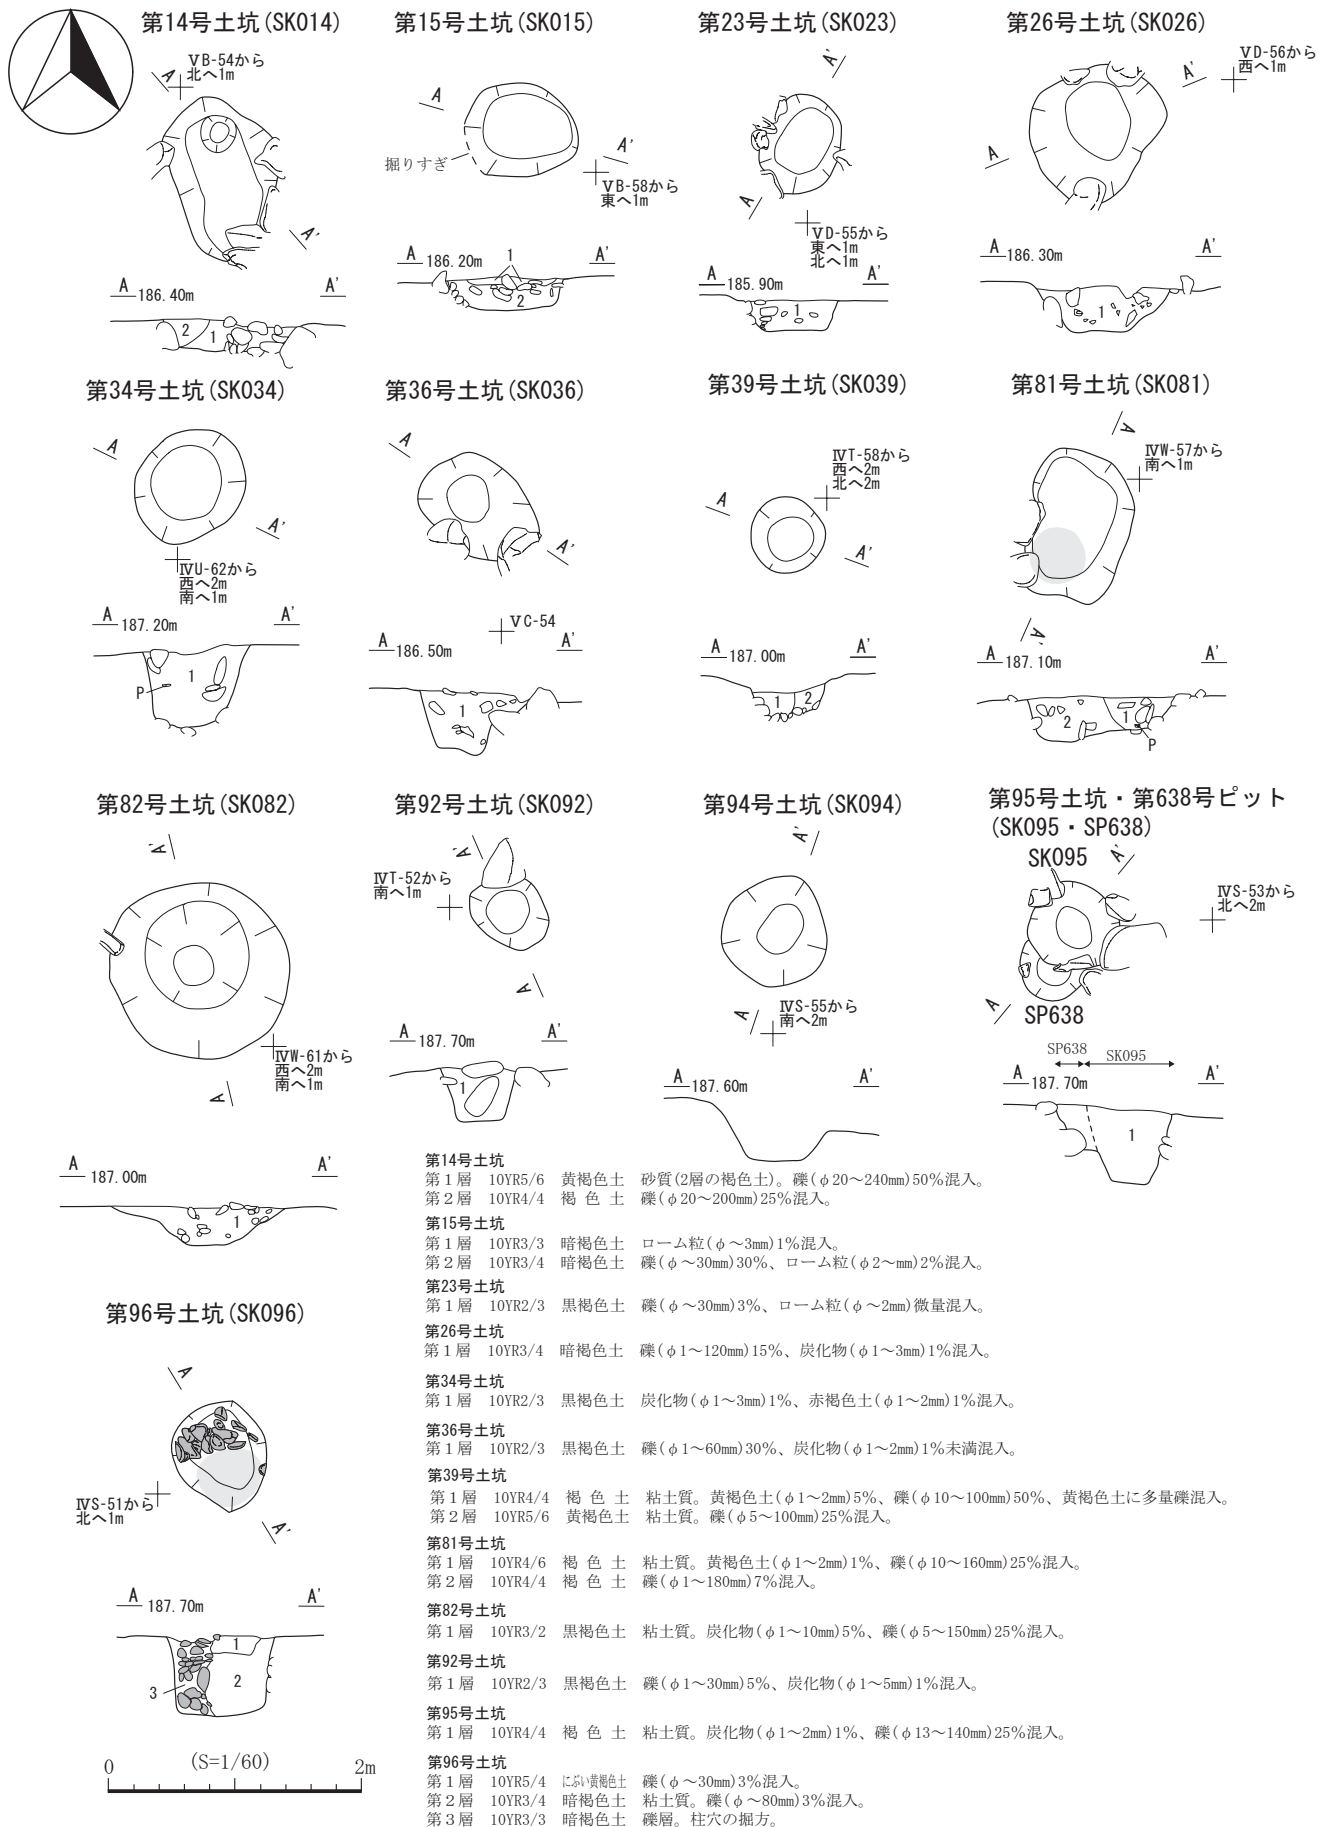 第14号土坑(SK014)
ⅤB-54から
北へ1m
A
A'
A
186.40m
A'
2
1
第15号土坑(SK015)
A
A'
掘りすぎ
ⅤB-58から
東へ1m
A
186.20m
1
A'
2
第23号土坑(SK023)
A'
A
ⅤD-55から
東へ1m
北へ1m
A
185.90m
A'
1
第26号土坑(SK026)
ⅤD-56から
西へ1m
A'
A
A
186.30m
A'
1
第34号土坑(SK034)
A
A'
ⅣU-62から
西へ2m
南へ1m
A
187.20m
A'
1
P
第36号土坑(SK036)
A
A'
ⅤC-54
A
186.50m
A'
1
第39号土坑(SK039)
ⅣT-58から
西へ2m
北へ2m
A
A'
A
187.00m
A'
1
2
第81号土坑(SK081)
A
ⅣW-57から
南へ1m
A'
A
187.10m
A'
2
1
P
第82号土坑(SK082)
A'
ⅣW-61から
西へ2m
南へ1m
A
A
187.00m
A'
1
第92号土坑(SK092)
A'
ⅣT-52から
南へ1m
A
A
187.70m
A'
1
第94号土坑(SK094)
A'
ⅣS-55から
南へ2m
A
A
187.60m
A'
第95号土坑・第638号ピット
(SK095・SP638)
SK095
A'
ⅣS-53から
北へ2m
A
SP638
SP638
SK095
A
187.70m
A'
1
第96号土坑(SK096)
A
ⅣS-51から
北へ1m
A'
A
187.70m
A'
1
2
3
0
(S=1/60)
2m
第14号土坑
第1層 10YR5/6 黄褐色土 砂質(2層の褐色土)。礫(φ20～240mm)50%混入。
第2層 10YR4/4 褐 色 土 礫(φ20～200mm)25%混入。
第15号土坑
第1層 10YR3/3 暗褐色土 ローム粒(φ～3mm)1%混入。
第2層 10YR3/4 暗褐色土 礫(φ～30mm)30%、ローム粒(φ2～mm)2%混入。
第23号土坑
第1層 10YR2/3 黒褐色土 礫(φ～30mm)3%、ローム粒(φ～2mm)微量混入。
第26号土坑
第1層 10YR3/4 暗褐色土 礫(φ1～120mm)15%、炭化物(φ1～3mm)1%混入。
第34号土坑
第1層 10YR2/3 黒褐色土 炭化物(φ1～3mm)1%、赤褐色土(φ1～2mm)1%混入。
第36号土坑
第1層 10YR2/3 黒褐色土 礫(φ1～60mm)30%、炭化物(φ1～2mm)1%未満混入。
第39号土坑
第1層 10YR4/4 褐 色 土 粘土質。黄褐色土(φ1～2mm)5%、礫(φ10～100mm)50%、黄褐色土に多量礫混入。
第2層 10YR5/6 黄褐色土 粘土質。礫(φ5～100mm)25%混入。
第81号土坑
第1層 10YR4/6 褐 色 土 粘土質。黄褐色土(φ1～2mm)1%、礫(φ10～160mm)25%混入。
第2層 10YR4/4 褐 色 土 礫(φ1～180mm)7%混入。
第82号土坑
第1層 10YR3/2 黒褐色土 粘土質。炭化物(φ1～10mm)5%、礫(φ5～150mm)25%混入。
第92号土坑
第1層 10YR2/3 黒褐色土 礫(φ1～30mm)5%、炭化物(φ1～5mm)1%混入。
第95号土坑
第1層 10YR4/4 褐 色 土 粘土質。炭化物(φ1～2mm)1%、礫(φ13～140mm)25%混入。
第96号土坑
第1層 10YR5/4 にぶい黄褐色土 礫(φ～30mm)3%混入。
第2層 10YR3/4 暗褐色土 粘土質。礫(φ～80mm)3%混入。
第3層 10YR3/3 暗褐色土 礫層。柱穴の掘方。